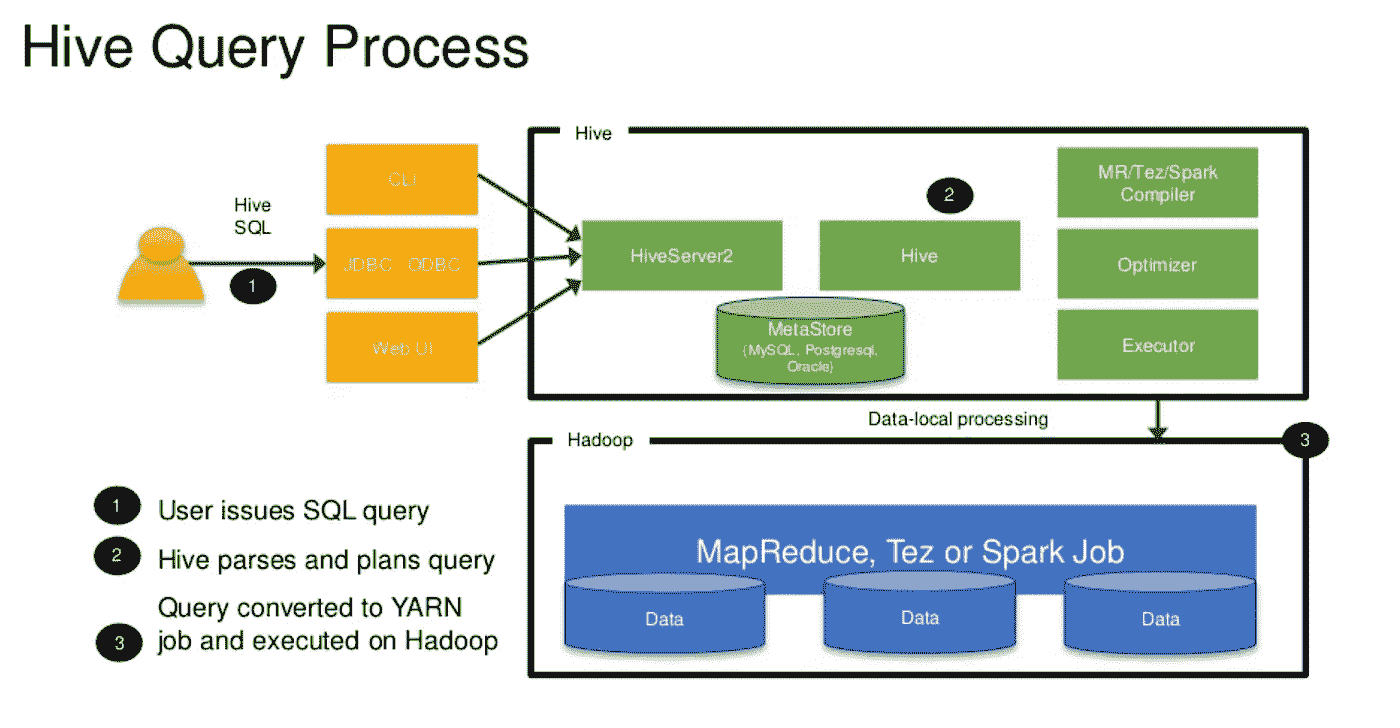 Hive Query Process
Hive
SQL
1
CLI
JDBC ODBC
Web UI
Hive
HiveServer2
2
Hive
MetaStore
(MySQL, Postgresql,
Oracle)
MR/Tez/Spark
Compiler
Optimizer
Executor
Data-local processing
Hadoop
3
MapReduce, Tez or Spark Job
Data
Data
Data
1 User issues SQL query
2 Hive parses and plans query
Query converted to YARN
3 job and executed on Hadoop